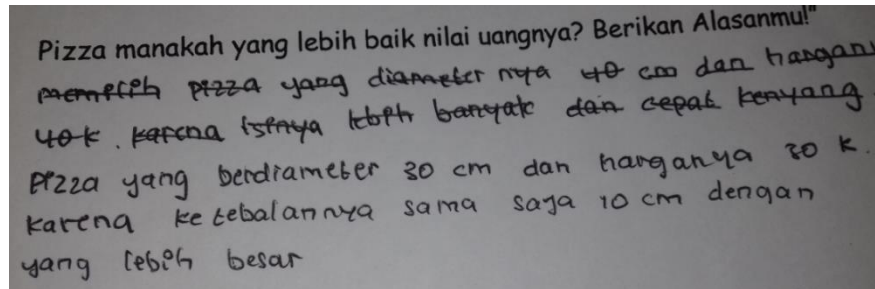 Pizza manakah yang lebih baik nilai uangnya? Berikan Alasanmu!"
memerih pizza yang diameter nya 40 cm dan hargany
40 k. karena isinya lebih banyak dan cepat kenyang
Pizza yang berdiameter 30 cm dan harganya 30 k.
karena ketebalannya sama saja 10 cm dengan
yang lebih besar